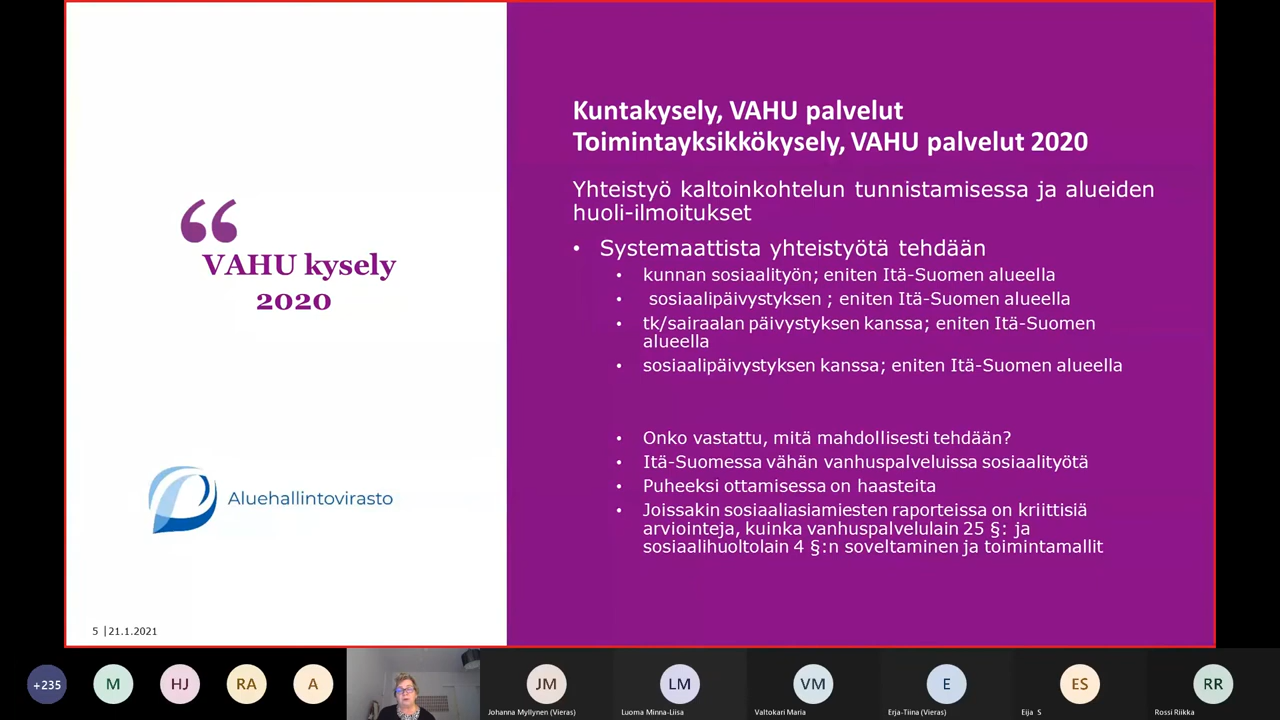 Kuntakysely, VAHU palvelut
Toimintayksikkökysely, VAHU palvelut 2020
Yhteistyö kaltoinkohtelun tunnistamisessa ja alueiden
huoli-ilmoitukset
• Systemaattista yhteistyötä tehdään
• kunnan sosiaalityön; eniten Itä-Suomen alueella
• sosiaalipäivystyksen ; eniten Itä-Suomen alueella
• tk/sairaalan päivystyksen kanssa; eniten Itä-Suomen
alueella
• sosiaalipäivystyksen kanssa; eniten Itä-Suomen alueella
• Onko vastattu, mitä mahdollisesti tehdään?
• Itä-Suomessa vähän vanhuspalveluissa sosiaalityötä
• Puheeksi ottamisessa on haasteita
• Joissakin sosiaaliasiamiesten raporteissa on kriittisiä
arviointeja, kuinka vanhuspalvelulain 25 §: ja
sosiaalihuoltolain 4 §:n soveltaminen ja toimintamallit
“
VAHU kysely
2020
Aluehallintovirasto
5 | 21.1.2021
+235
M
HJ
RA
A
JM
LM
VM
E
ES
RR
Johanna Myllynen (Vieras)
Luoma Minna-Liisa
Valtokari Maria
Erja-Tiina (Vieras)
Eija S
Rossi Riikka